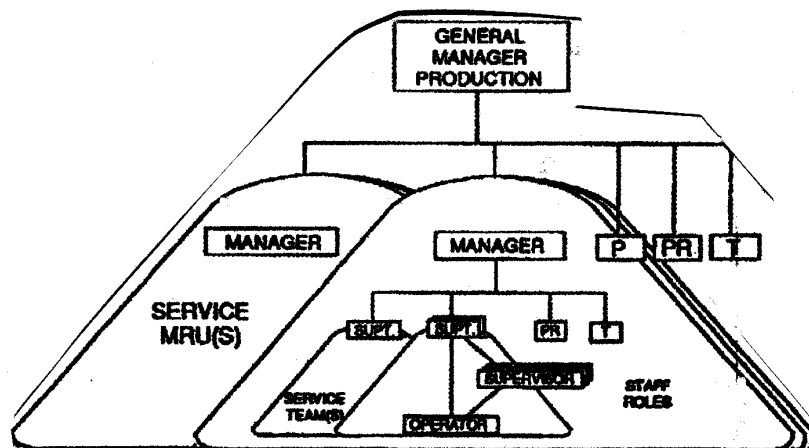 GENERAL
MANAGER
PRODUCTION
MANAGER
MANAGER
P
PR
T
SERVICE
MRU(S)
SUPT.
SUPT.
PR
T
SUPERVISOR
SERVICE
TEAM(S)
STAFF
ROLES
OPERATOR